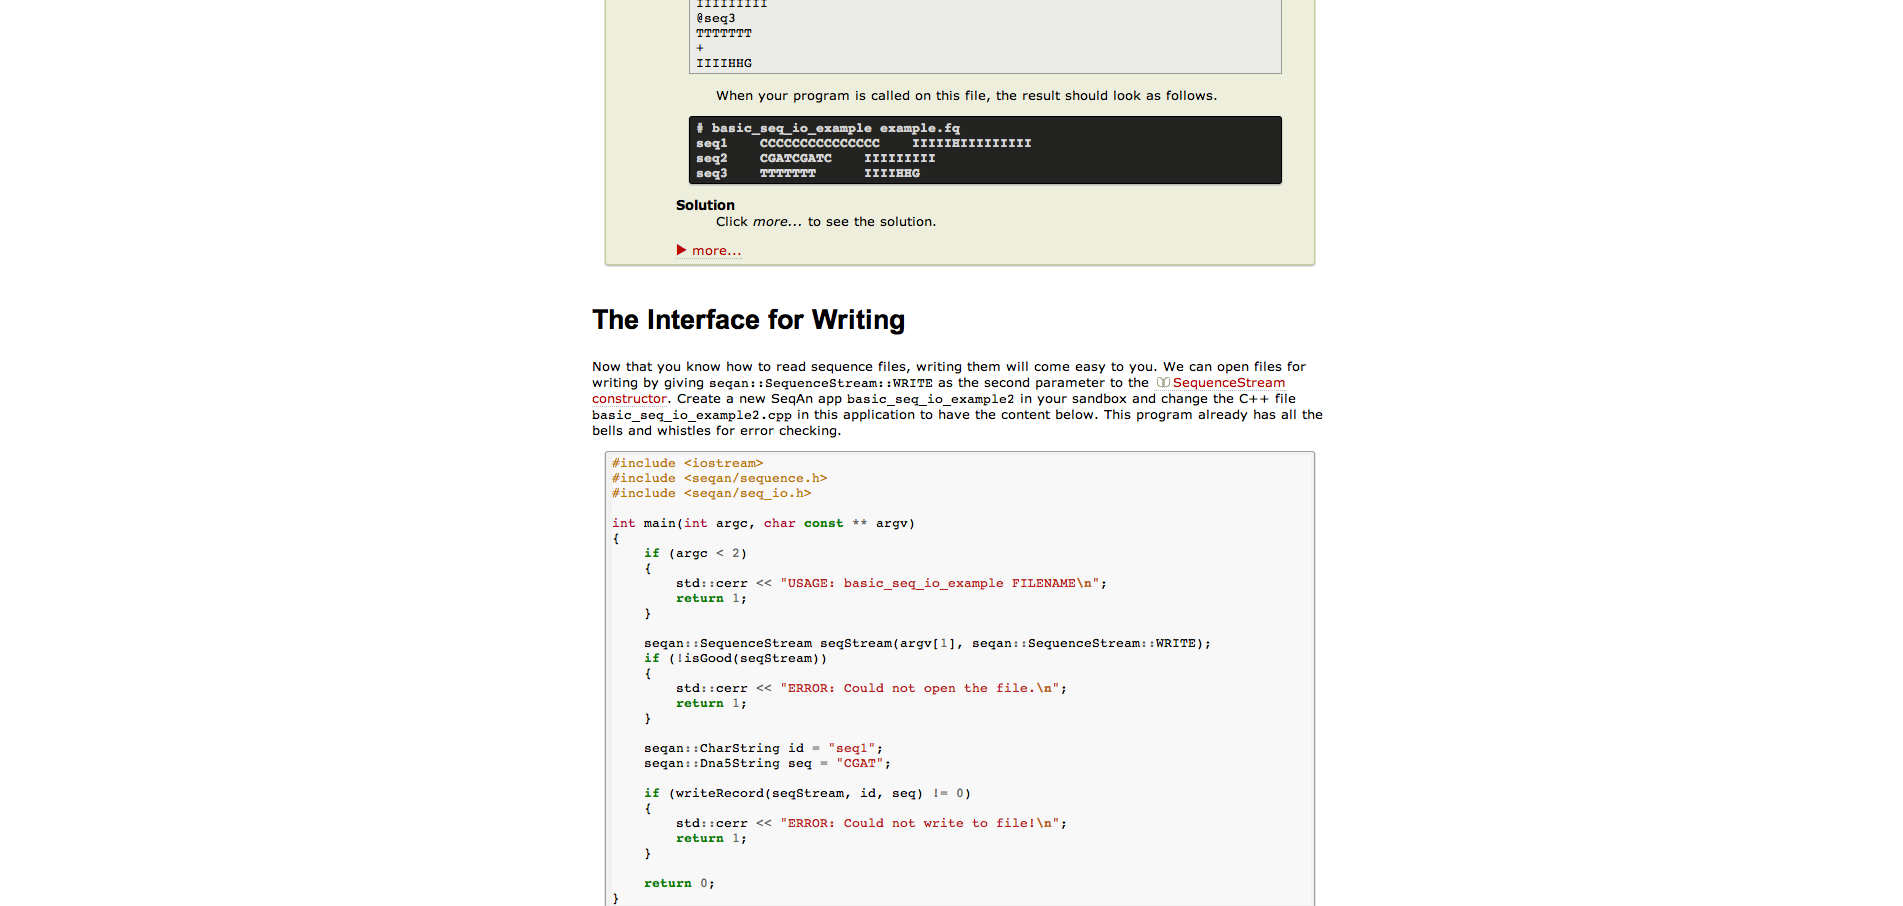 IIIIIIIII
@seq3
TTTTTTT
+
IIIIHHG
When your program is called on this file, the result should look as follows.
# basic_seq_io_example example.fq
seq1    CCCCCCCCCCCCCCC    IIIIIHIIIIIIIII
seq2    CGATCGATC    IIIIIIIII
seq3    TTTTTTT      IIIIHHG
Solution
Click more... to see the solution.
▶ more...
The Interface for Writing
Now that you know how to read sequence files, writing them will come easy to you. We can open files for
writing by giving seqan::SequenceStream::WRITE as the second parameter to the SequenceStream
constructor. Create a new SeqAn app basic_seq_io_example2 in your sandbox and change the C++ file
basic_seq_io_example2.cpp in this application to have the content below. This program already has all the
bells and whistles for error checking.
#include <iostream>
#include <seqan/sequence.h>
#include <seqan/seq_io.h>
int main(int argc, char const ** argv)
{
    if (argc < 2)
    {
        std::cerr << "USAGE: basic_seq_io_example FILENAME\n";
        return 1;
    }
    seqan::SequenceStream seqStream(argv[1], seqan::SequenceStream::WRITE);
    if (!isGood(seqStream))
    {
        std::cerr << "ERROR: Could not open the file.\n";
        return 1;
    }
    seqan::CharString id = "seq1";
    seqan::Dna5String seq = "CGAT";
    if (writeRecord(seqStream, id, seq) != 0)
    {
        std::cerr << "ERROR: Could not write to file!\n";
        return 1;
    }
    return 0;
}